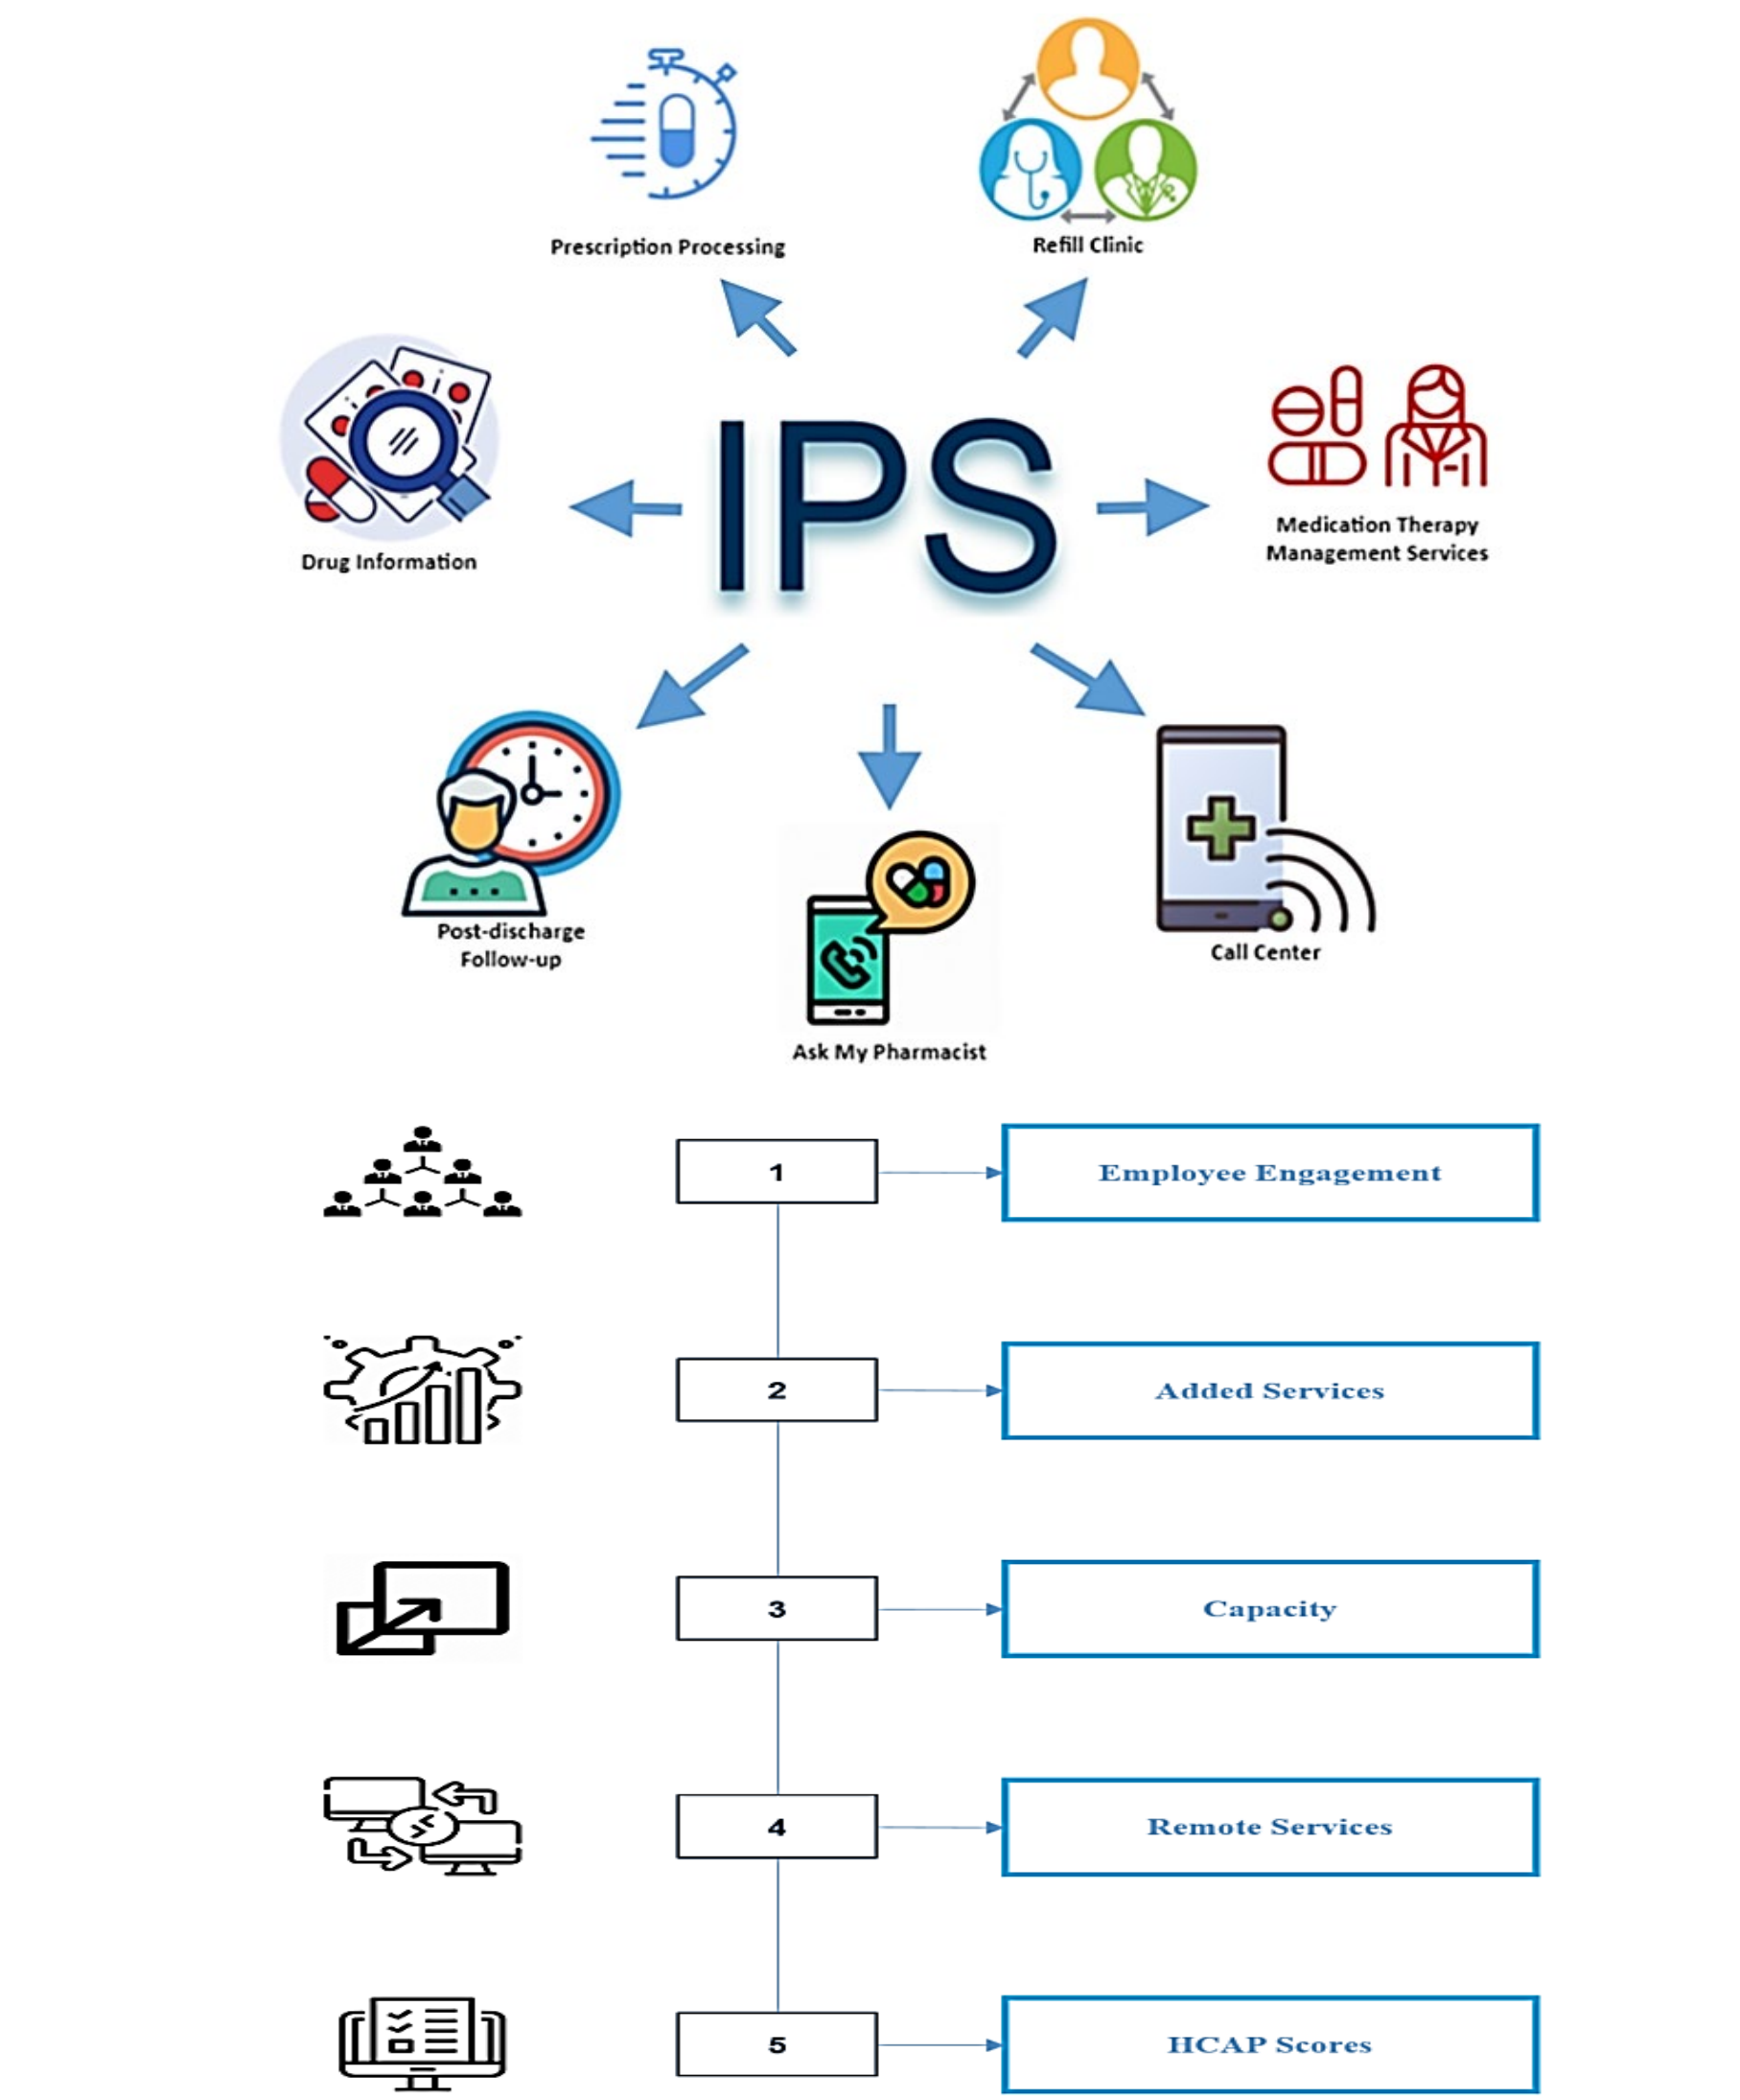 Prescription Processing
Refill Clinic
Drug Information
IPS
Medication Therapy
Management Services
Post-discharge
Follow-up
Ask My Pharmacist
Call Center
1
Employee Engagement
2
Added Services
3
Capacity
4
Remote Services
5
HCAP Scores